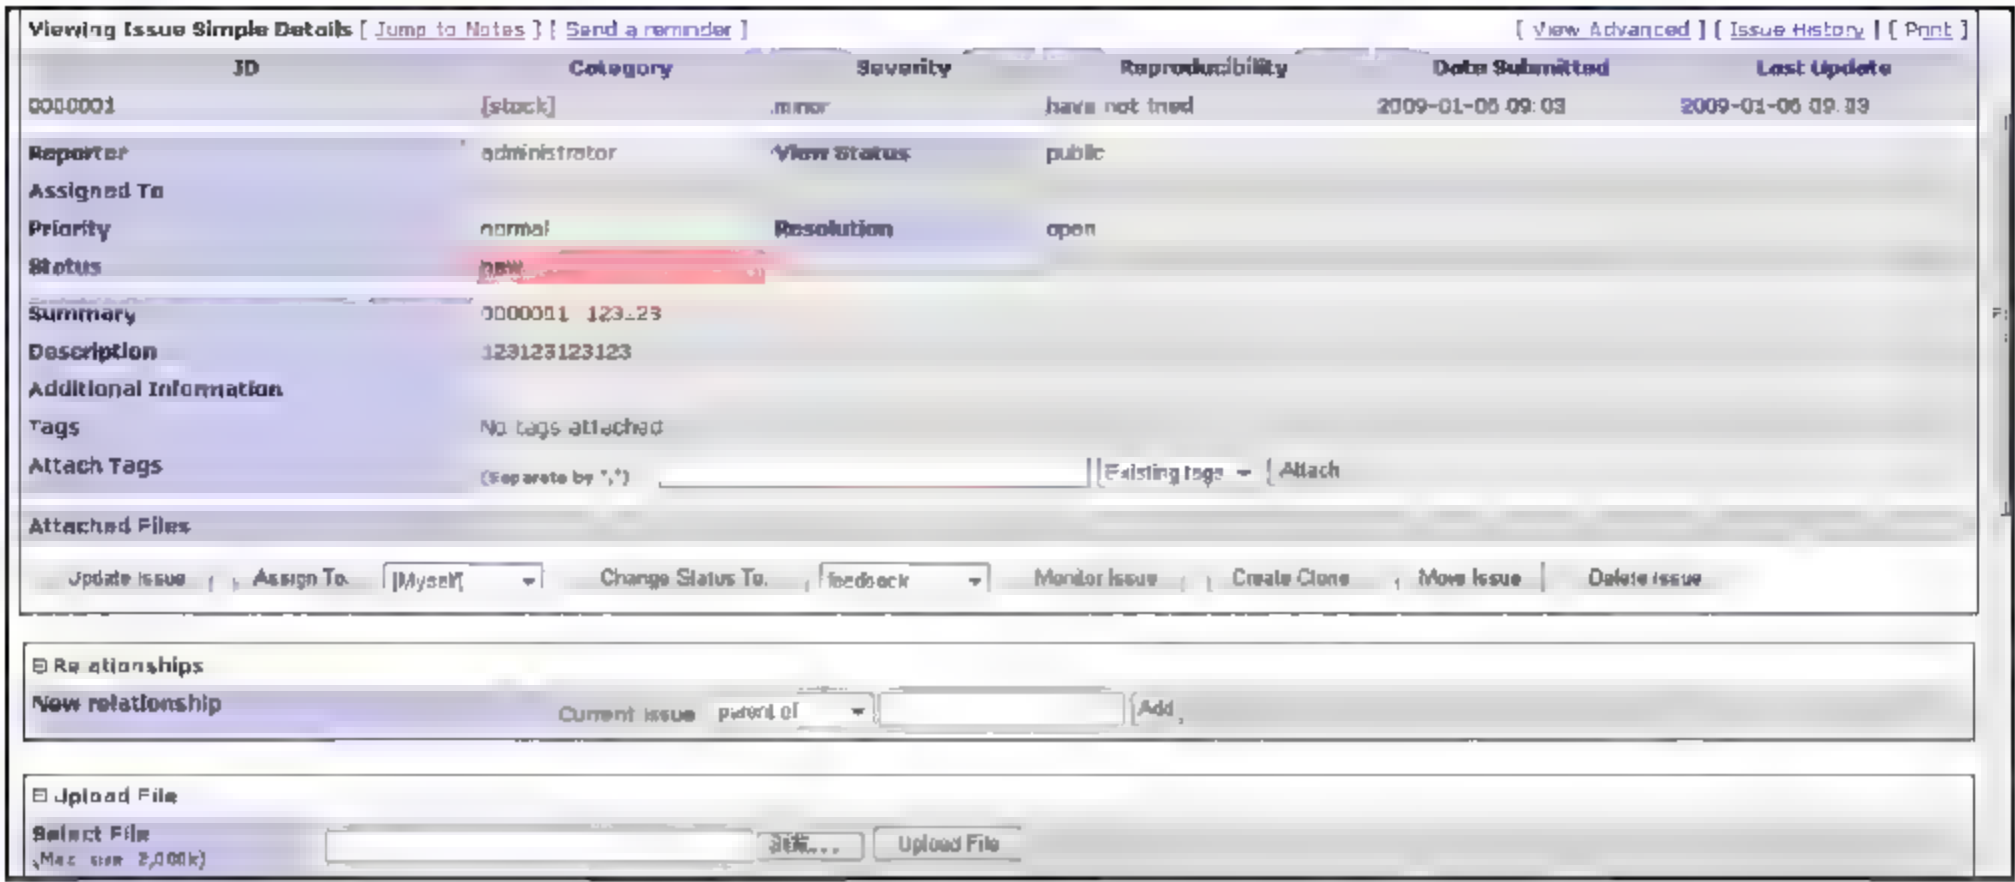 Viewing Issue Simple Details [ Jump to Notes ] [ Send a reminder ] [ View Advanced ] [ Issue History ] [ Print ]
ID Category Severity Reproducibility Date Submitted Last Update
0000001 [stock] minor have not tried 2009-01-06 09:03 2009-01-06 09:03
Reporter administrator View Status public
Assigned To
Priority normal Resolution open
Status new
Summary 0000001 123123
Description 123123123123
Additional Information
Tags No tags attached
Attach Tags (Separate by ",") Existing tags Attach
Attached Files
Update Issue Assign To: [Myself] Change Status To: feedback Monitor Issue Create Clone Move Issue Delete Issue
Relationships
New relationship Current issue parent of Add
Upload File
Select File Upload File
(Max size 2,000k)